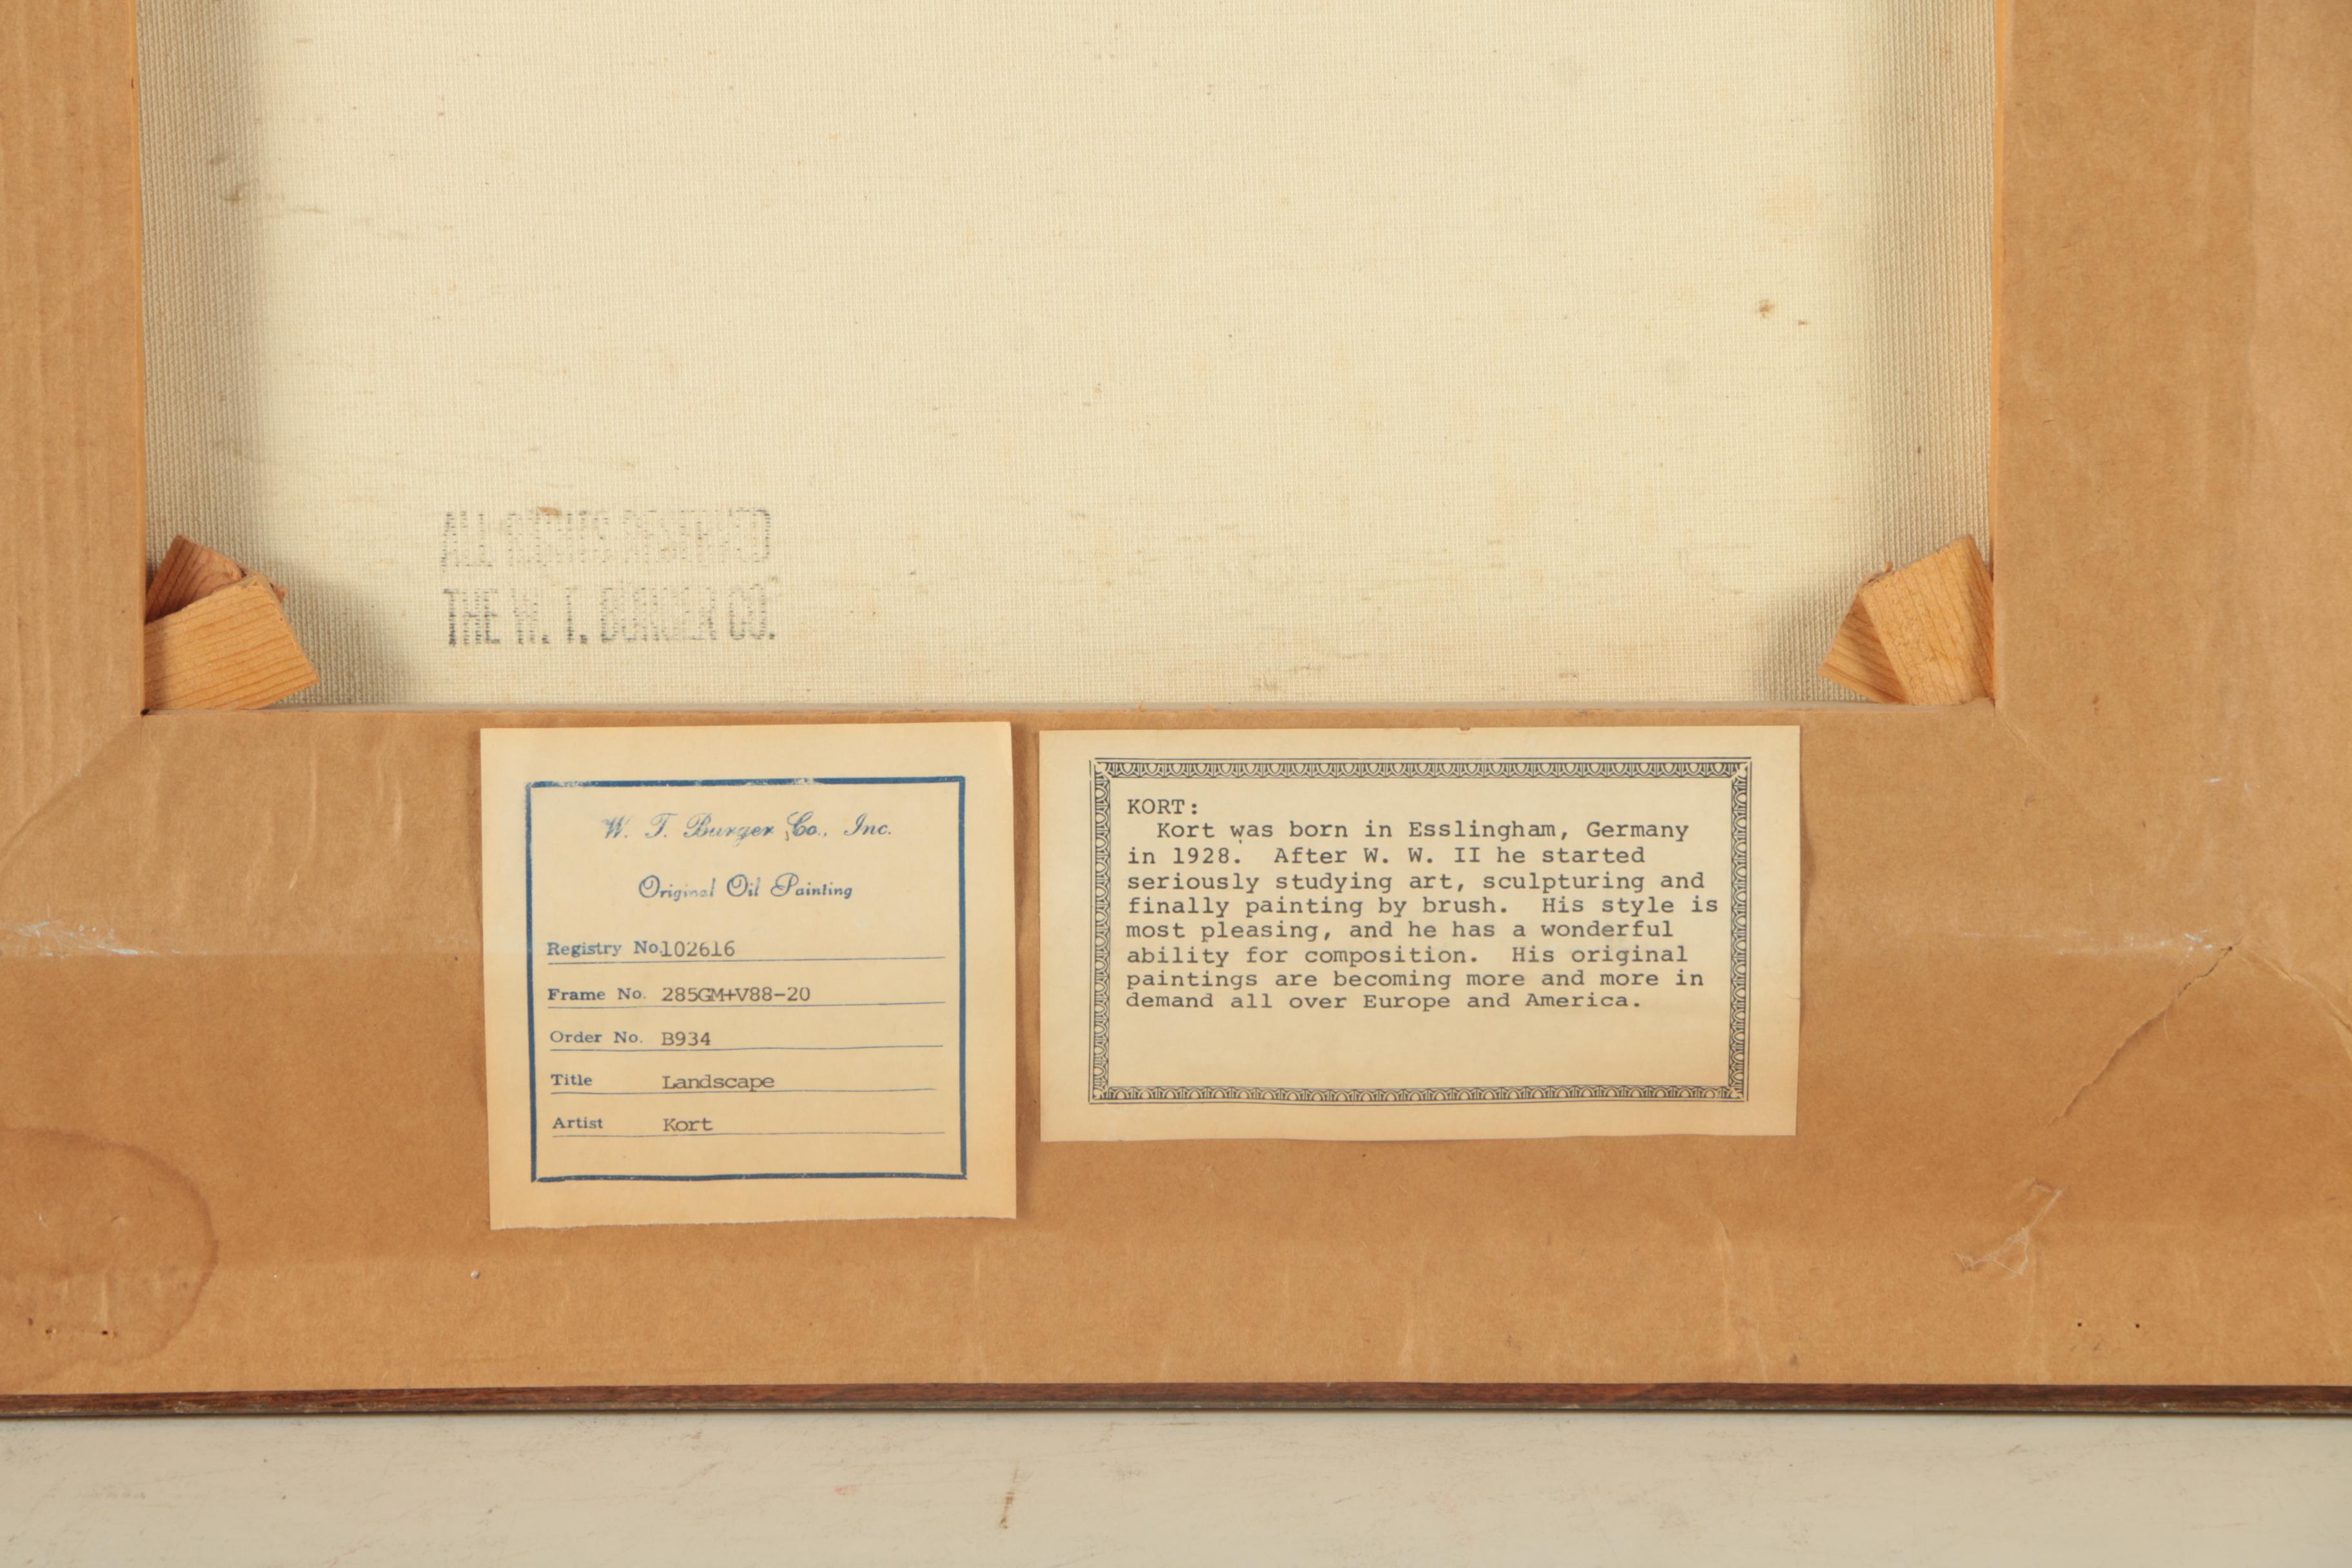 ALL RIGHTS RESERVED
THE W. T. BURGER CO.
W. T. Burger Co., Inc.
Original Oil Painting
Registry No. 102616
Frame No. 285GM+V88-20
Order No. B934
Title Landscape
Artist Kort
KORT:
Kort was born in Esslingham, Germany
in 1928. After W. W. II he started
seriously studying art, sculpturing and
finally painting by brush. His style is
most pleasing, and he has a wonderful
ability for composition. His original
paintings are becoming more and more in
demand all over Europe and America.